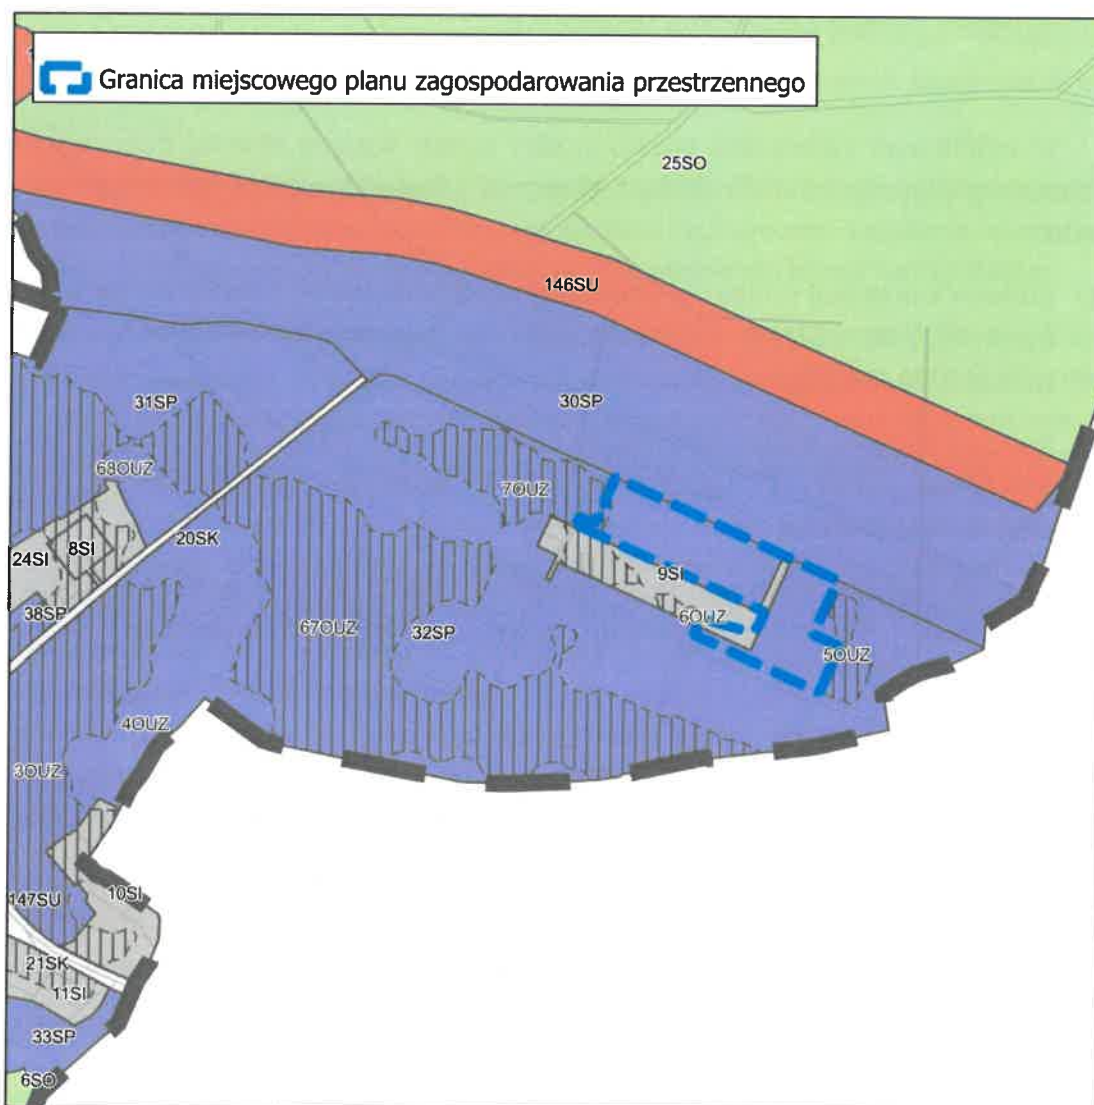 Granica miejscowego planu zagospodarowania przestrzennego
25SO
146SU
30SP
31SP
68OUZ
7OUZ
20SK
8SI
24SI
9SI
38SP
67OUZ
32SP
6OUZ
5OUZ
4OUZ
3OUZ
10SI
147SU
21SK
11SI
33SP
6SO